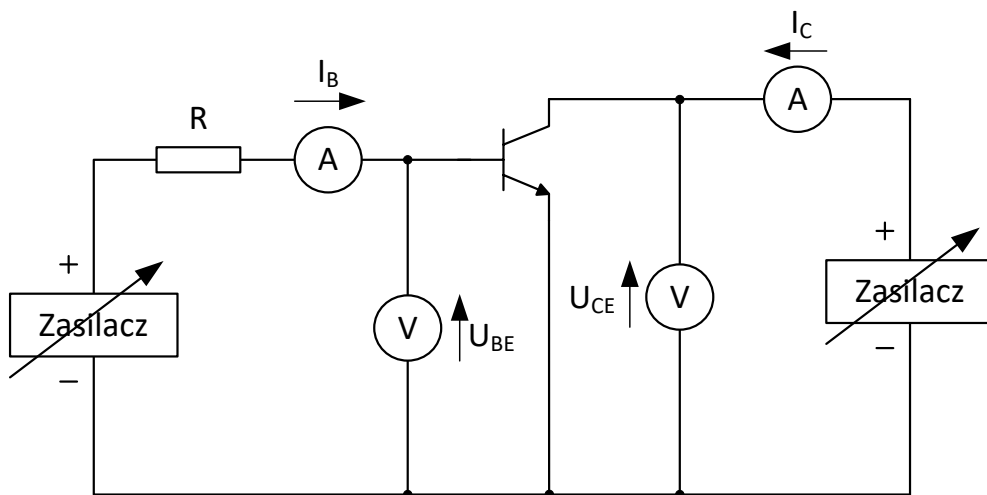 I_C
I_B
A
R
A
+
+
U_CE
V
Zasilacz
Zasilacz
V
U_BE
−
−